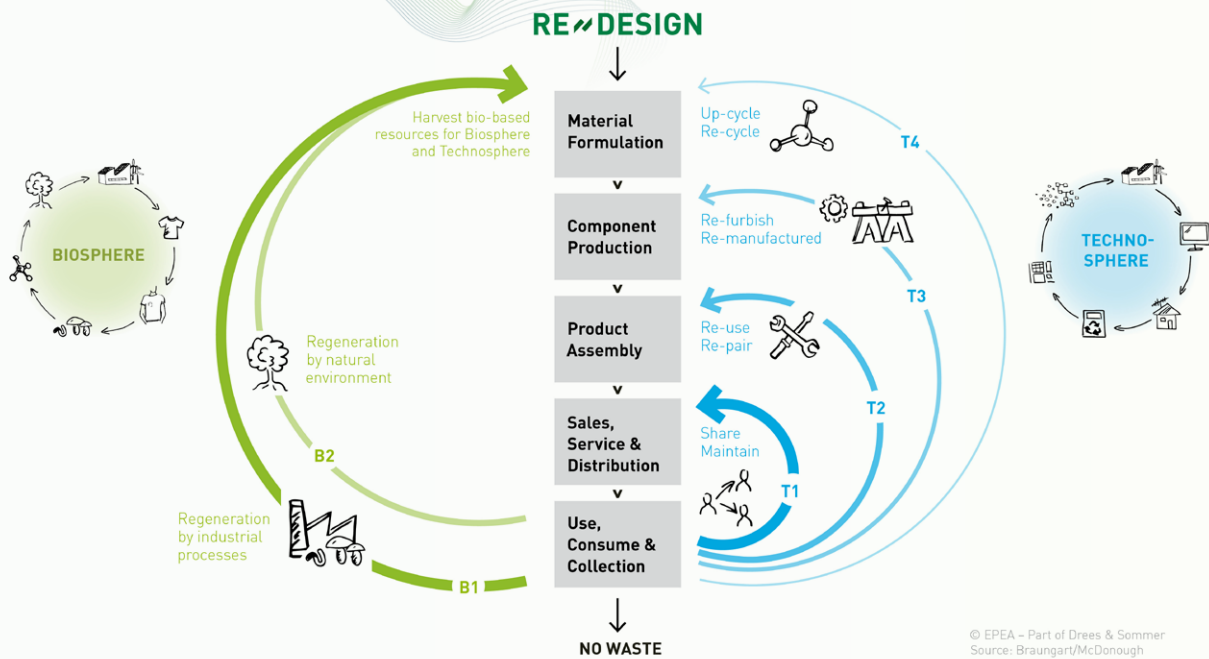 RE DESIGN
Harvest bio-based
resources for Biosphere
and Technosphere
Material
Formulation
Up-cycle
Re-cycle
T4
Component
Production
Re-furbish
Re-manufactured
T3
BIOSPHERE
TECHNO-
SPHERE
Regeneration
by natural
environment
Product
Assembly
Re-use
Re-pair
T2
B2
Sales,
Service &
Distribution
Share
Maintain
T1
Regeneration
by industrial
processes
Use,
Consume &
Collection
B1
NO WASTE
© EPEA – Part of Drees & Sommer
Source: Braungart/McDonough